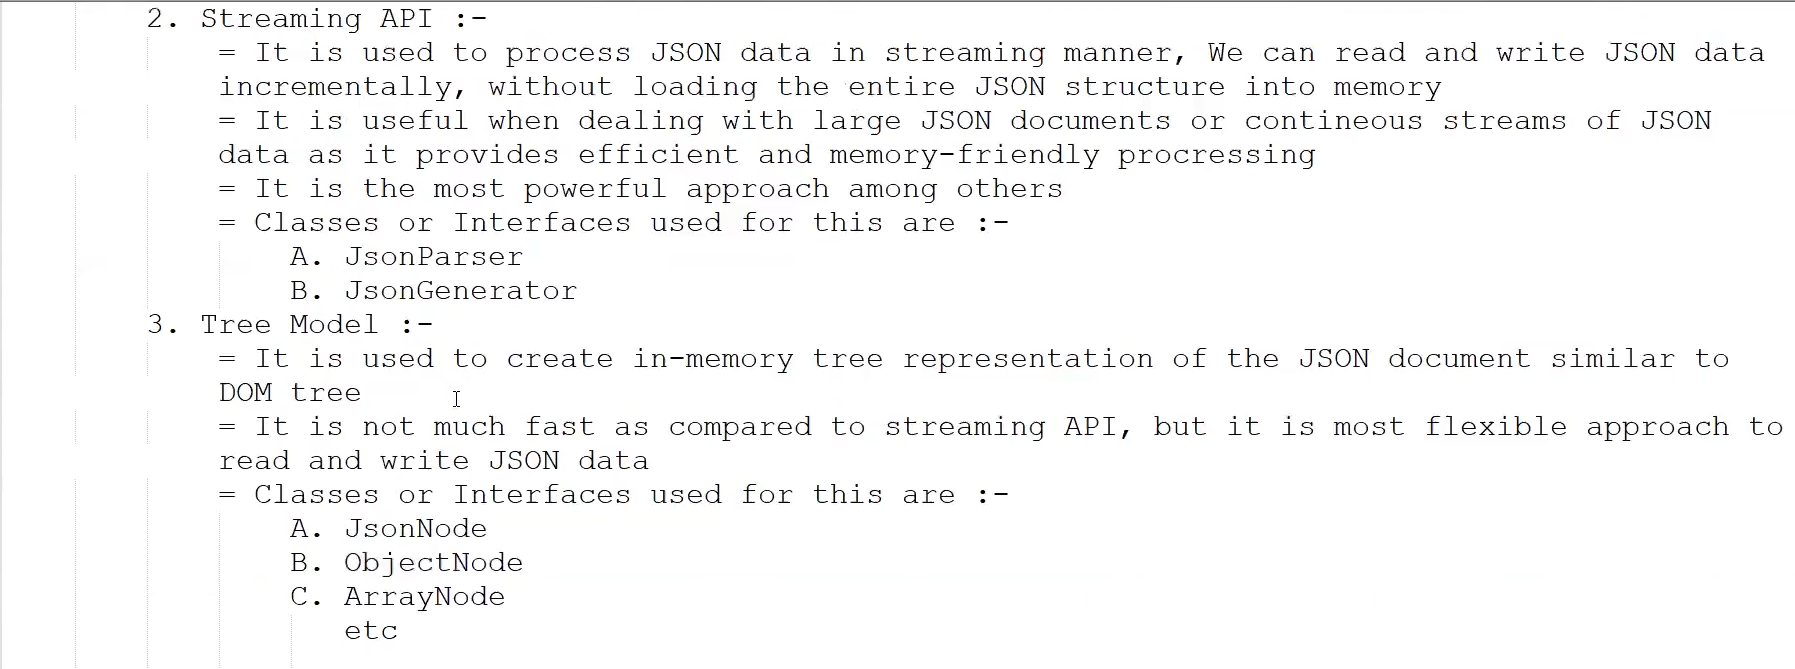 2. Streaming API :-
= It is used to process JSON data in streaming manner, We can read and write JSON data
incrementally, without loading the entire JSON structure into memory
= It is useful when dealing with large JSON documents or contineous streams of JSON
data as it provides efficient and memory-friendly procressing
= It is the most powerful approach among others
= Classes or Interfaces used for this are :-
A. JsonParser
B. JsonGenerator
3. Tree Model :-
= It is used to create in-memory tree representation of the JSON document similar to
DOM tree
= It is not much fast as compared to streaming API, but it is most flexible approach to
read and write JSON data
= Classes or Interfaces used for this are :-
A. JsonNode
B. ObjectNode
C. ArrayNode
etc